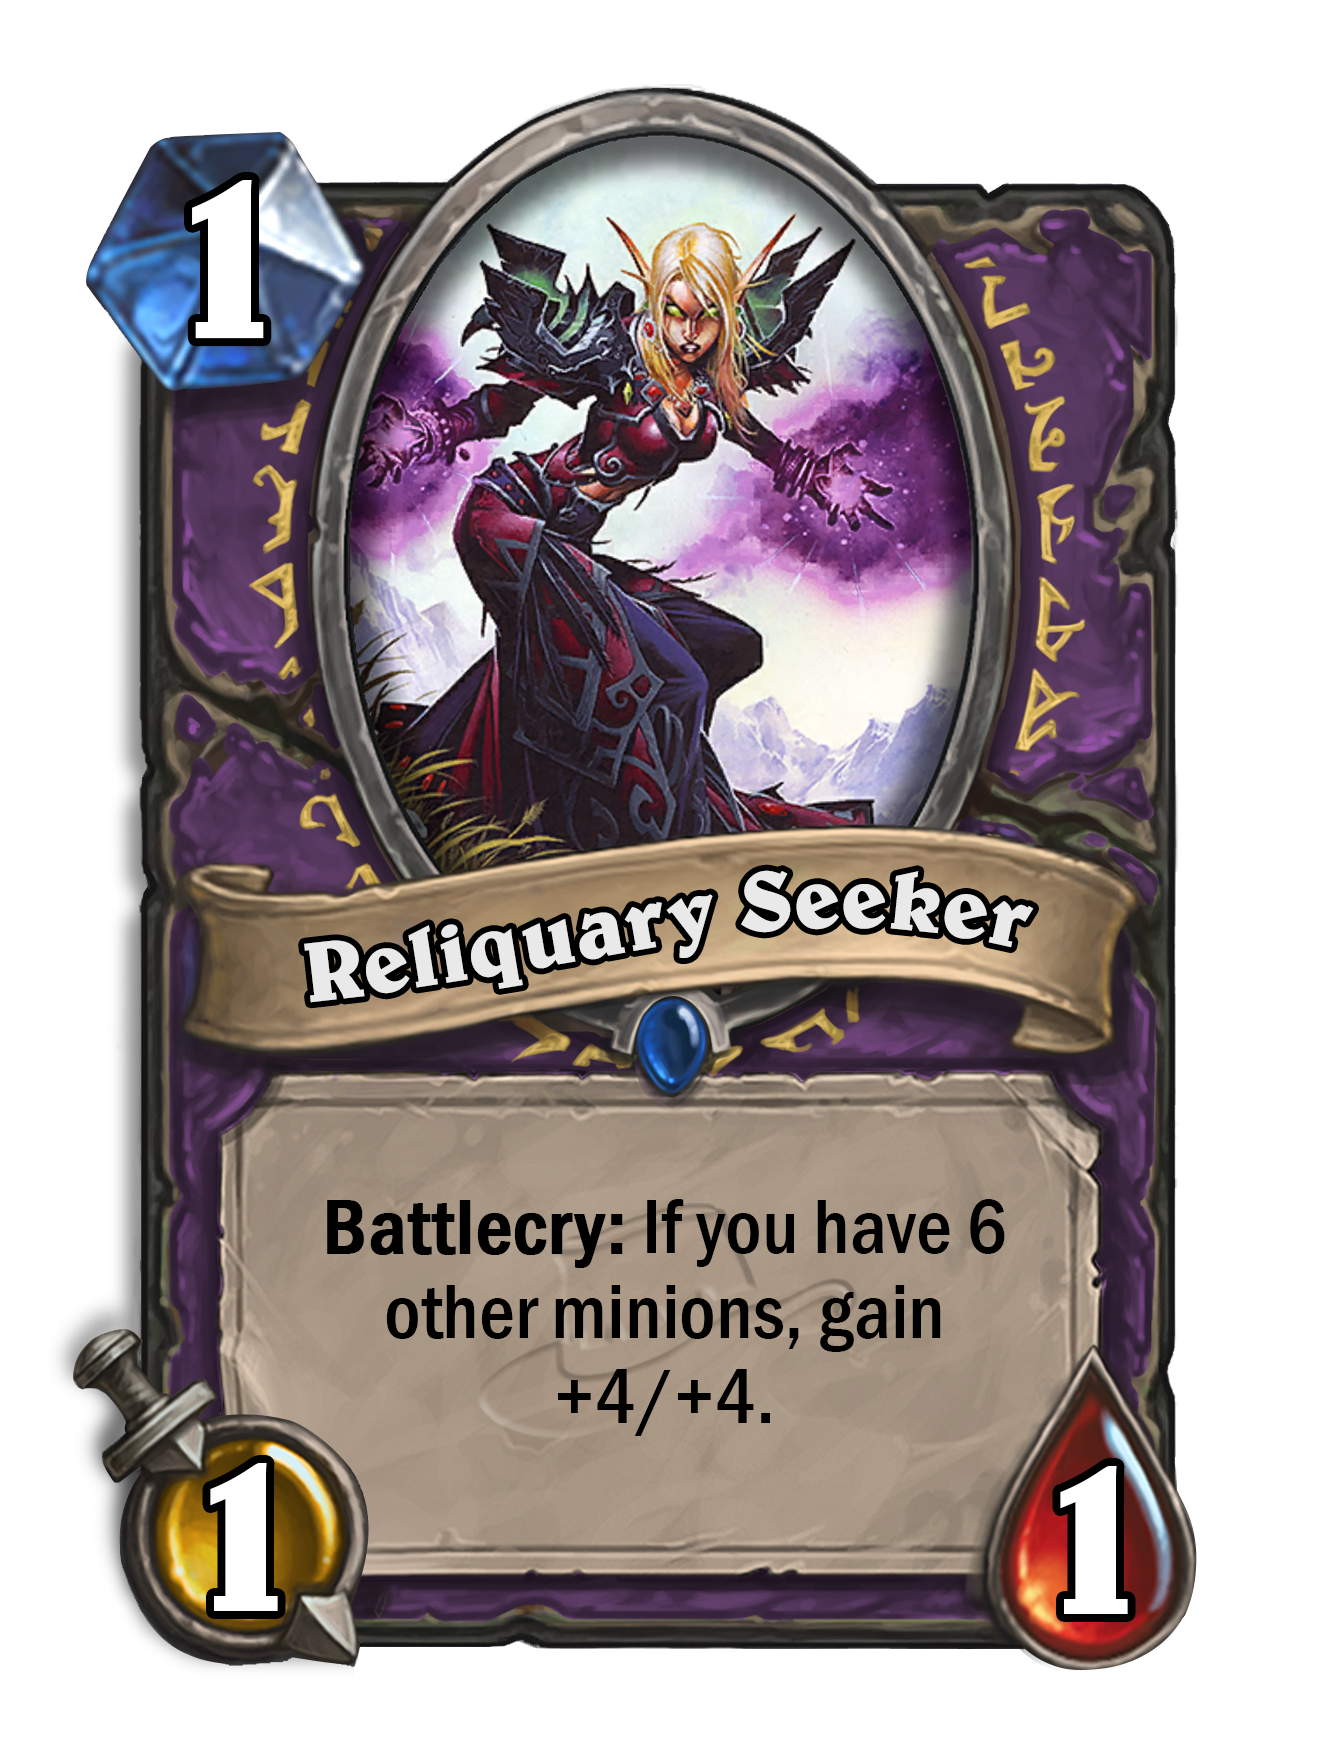 1
Reliquary Seeker
Battlecry: If you have 6
other minions, gain
+4/+4.
1
1